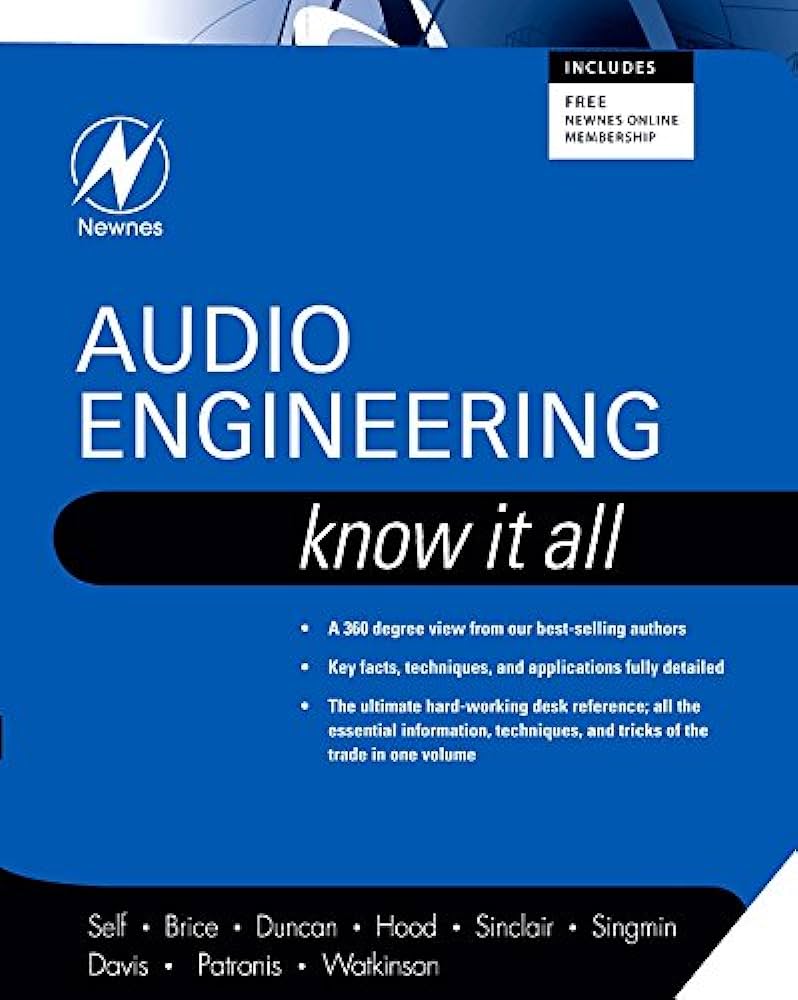 INCLUDES
FREE
NEWNES ONLINE
MEMBERSHIP
Newnes
AUDIO
ENGINEERING
know it all
• A 360 degree view from our best-selling authors
• Key facts, techniques, and applications fully detailed
• The ultimate hard-working desk reference; all the
essential information, techniques, and tricks of the
trade in one volume
Self • Brice • Duncan • Hood • Sinclair • Singmin
Davis • Patronis • Watkinson